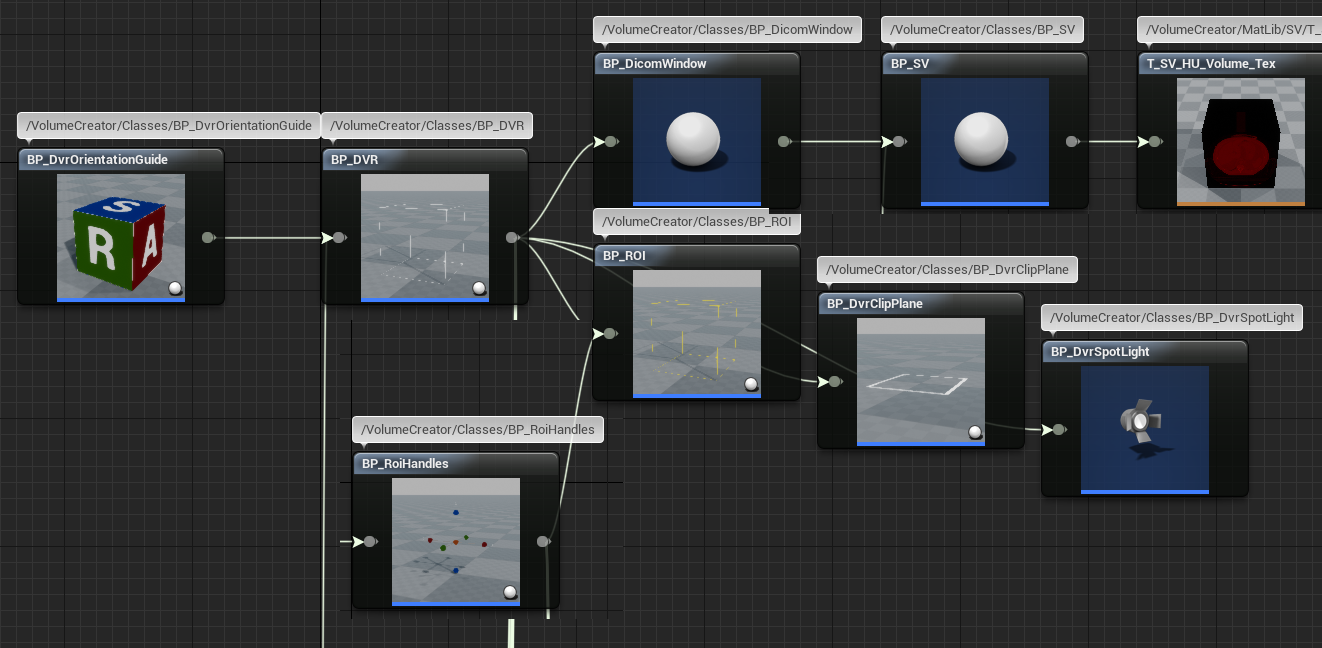 /VolumeCreator/Classes/BP_DicomWindow
BP_DicomWindow
/VolumeCreator/Classes/BP_SV
BP_SV
/VolumeCreator/MatLib/SV/T_
T_SV_HU_Volume_Tex
/VolumeCreator/Classes/BP_DvrOrientationGuide
BP_DvrOrientationGuide
S
R
A
/VolumeCreator/Classes/BP_DVR
BP_DVR
/VolumeCreator/Classes/BP_ROI
BP_ROI
/VolumeCreator/Classes/BP_DvrClipPlane
BP_DvrClipPlane
/VolumeCreator/Classes/BP_DvrSpotLight
BP_DvrSpotLight
/VolumeCreator/Classes/BP_RoiHandles
BP_RoiHandles